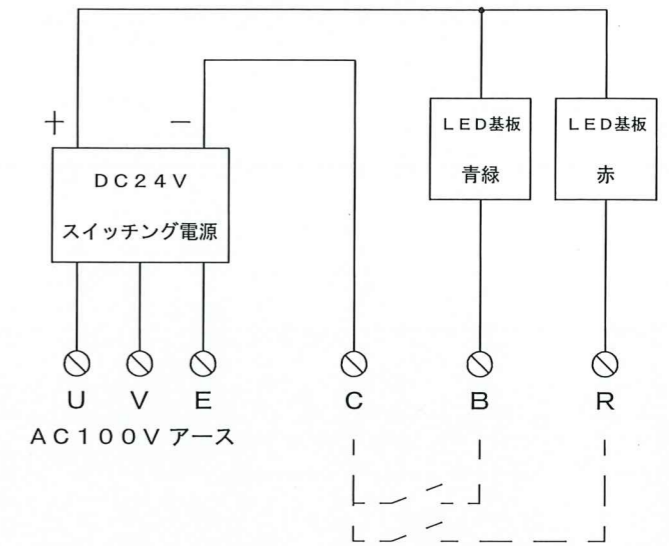 + −
DC24V
スイッチング電源
LED基板
青緑
LED基板
赤
U V E C B R
AC100V アース